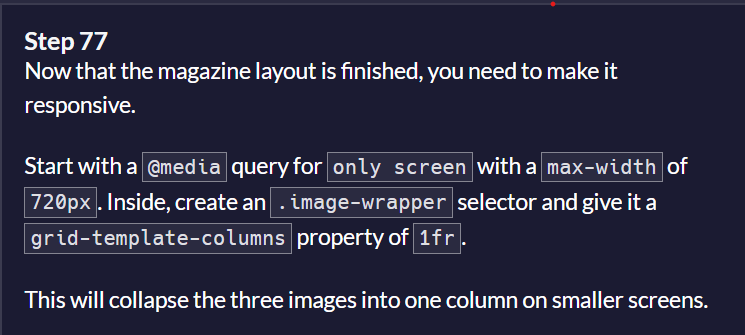 Step 77
Now that the magazine layout is finished, you need to make it
responsive.
Start with a @media query for only screen with a max-width of
720px. Inside, create an .image-wrapper selector and give it a
grid-template-columns property of 1fr.
This will collapse the three images into one column on smaller screens.